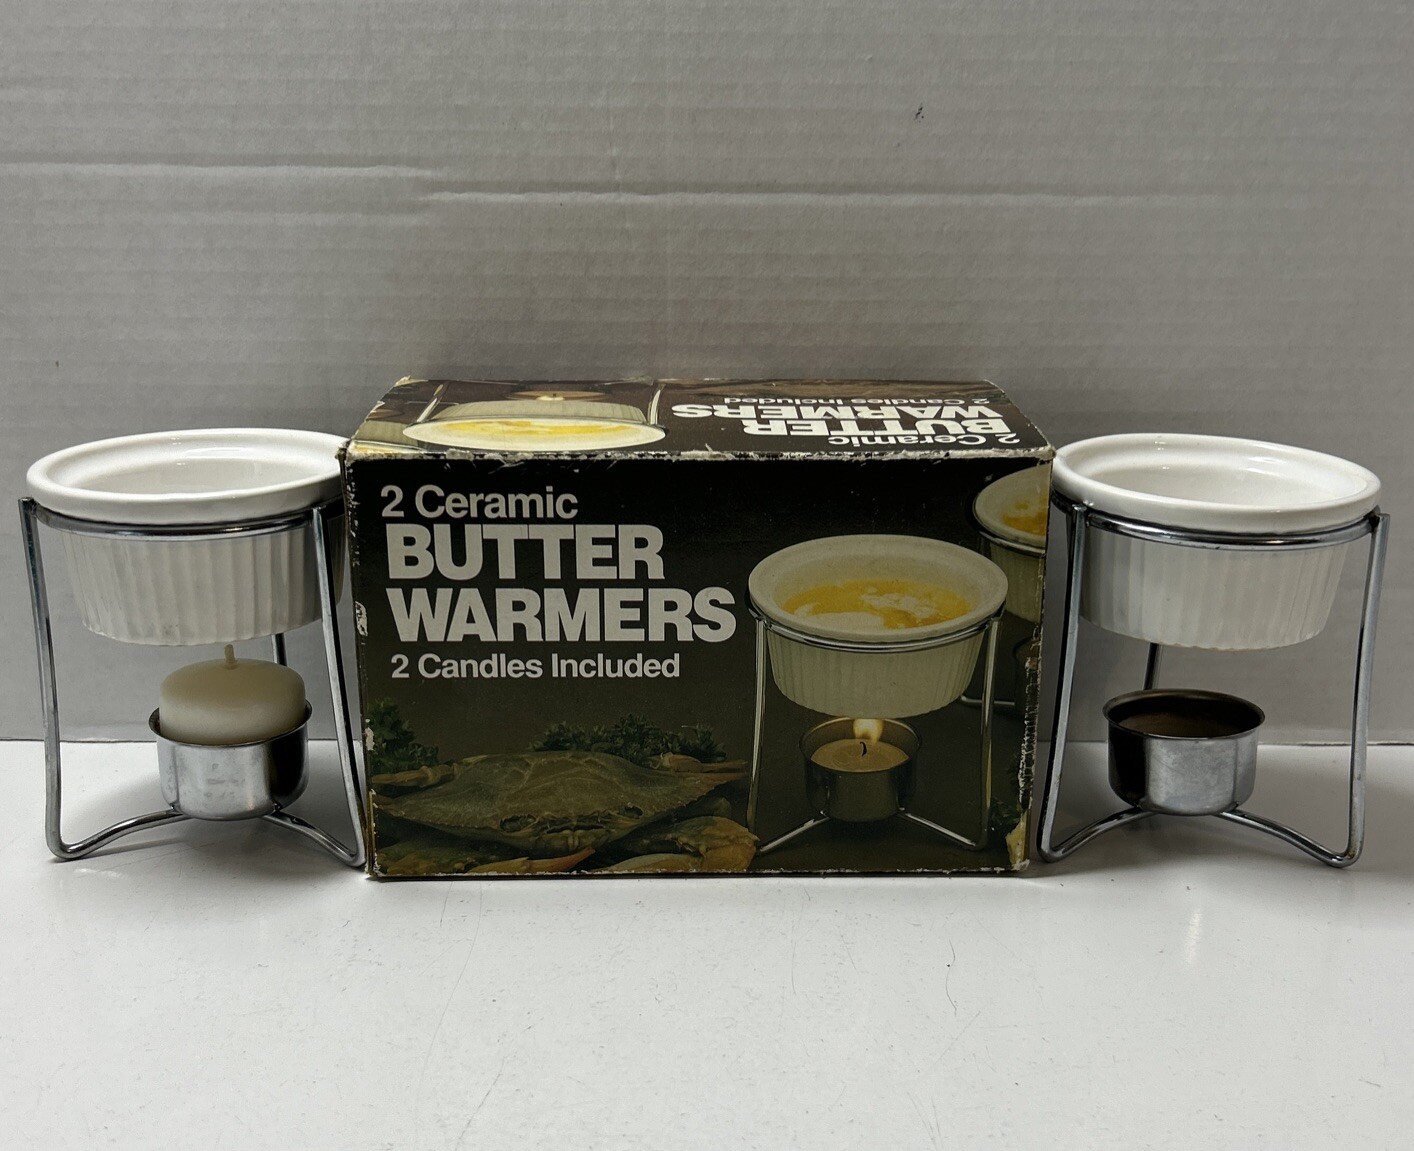 2 Ceramic
BUTTER
WARMERS
2 Candles Included
2 Ceramic
BUTTER
WARMERS
2 Candles Included